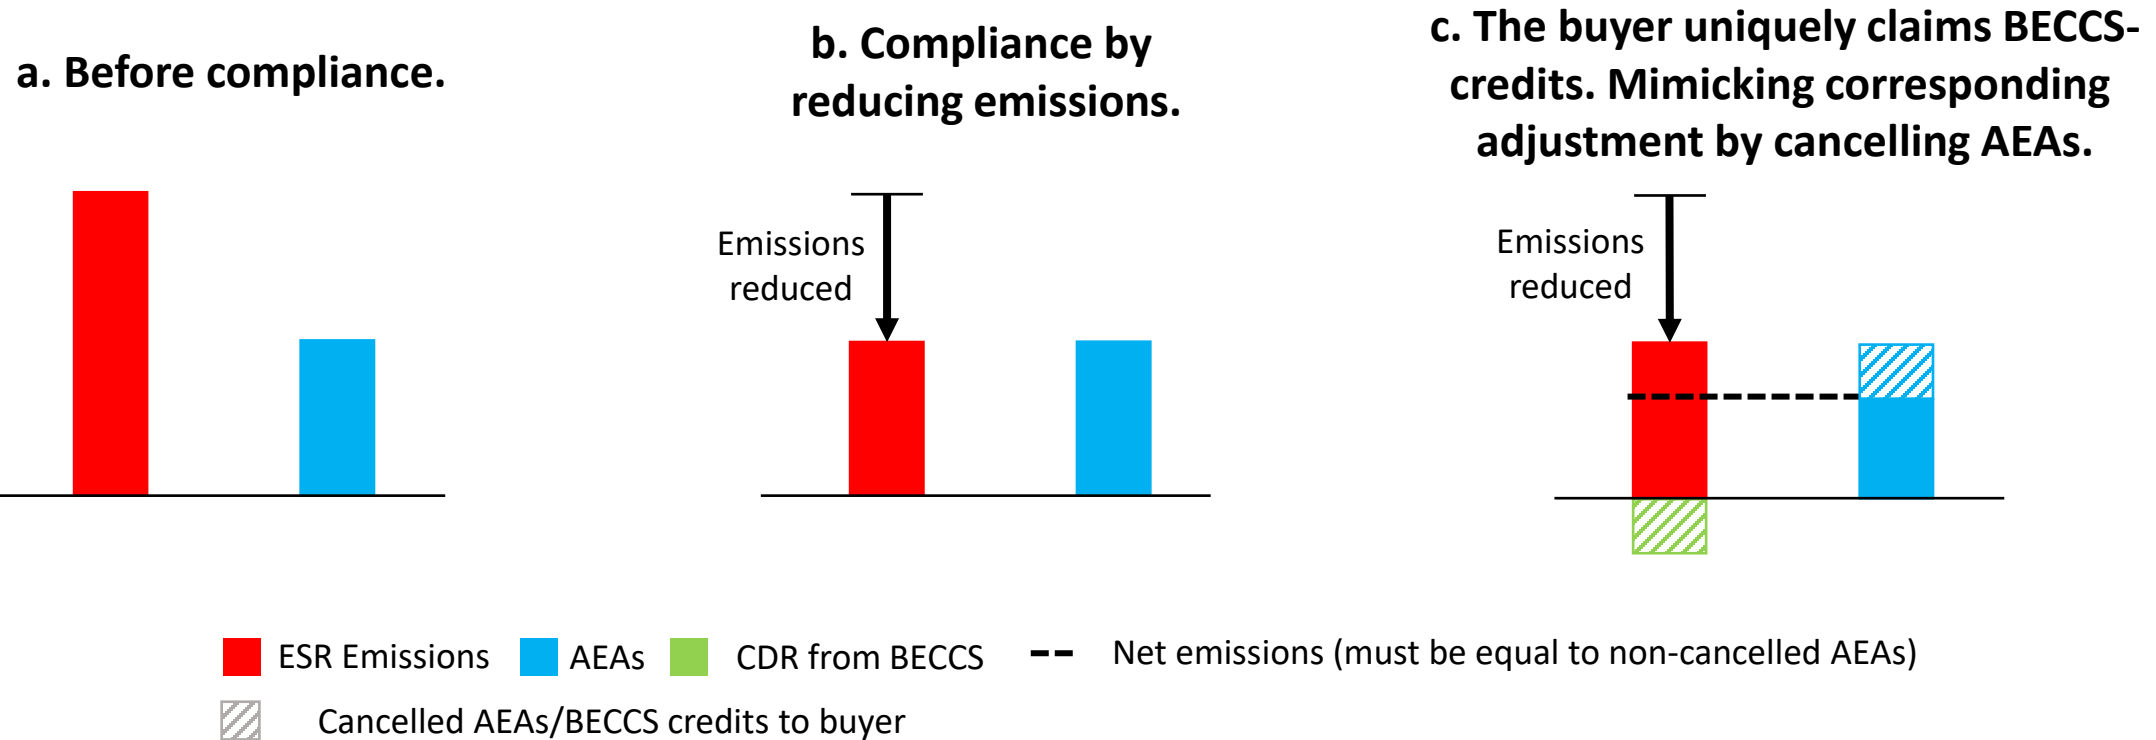 a. Before compliance.
b. Compliance by
reducing emissions.
c. The buyer uniquely claims BECCS-
credits. Mimicking corresponding
adjustment by cancelling AEAs.
Emissions
reduced
Emissions
reduced
ESR Emissions
AEAs
CDR from BECCS
Net emissions (must be equal to non-cancelled AEAs)
Cancelled AEAs/BECCS credits to buyer